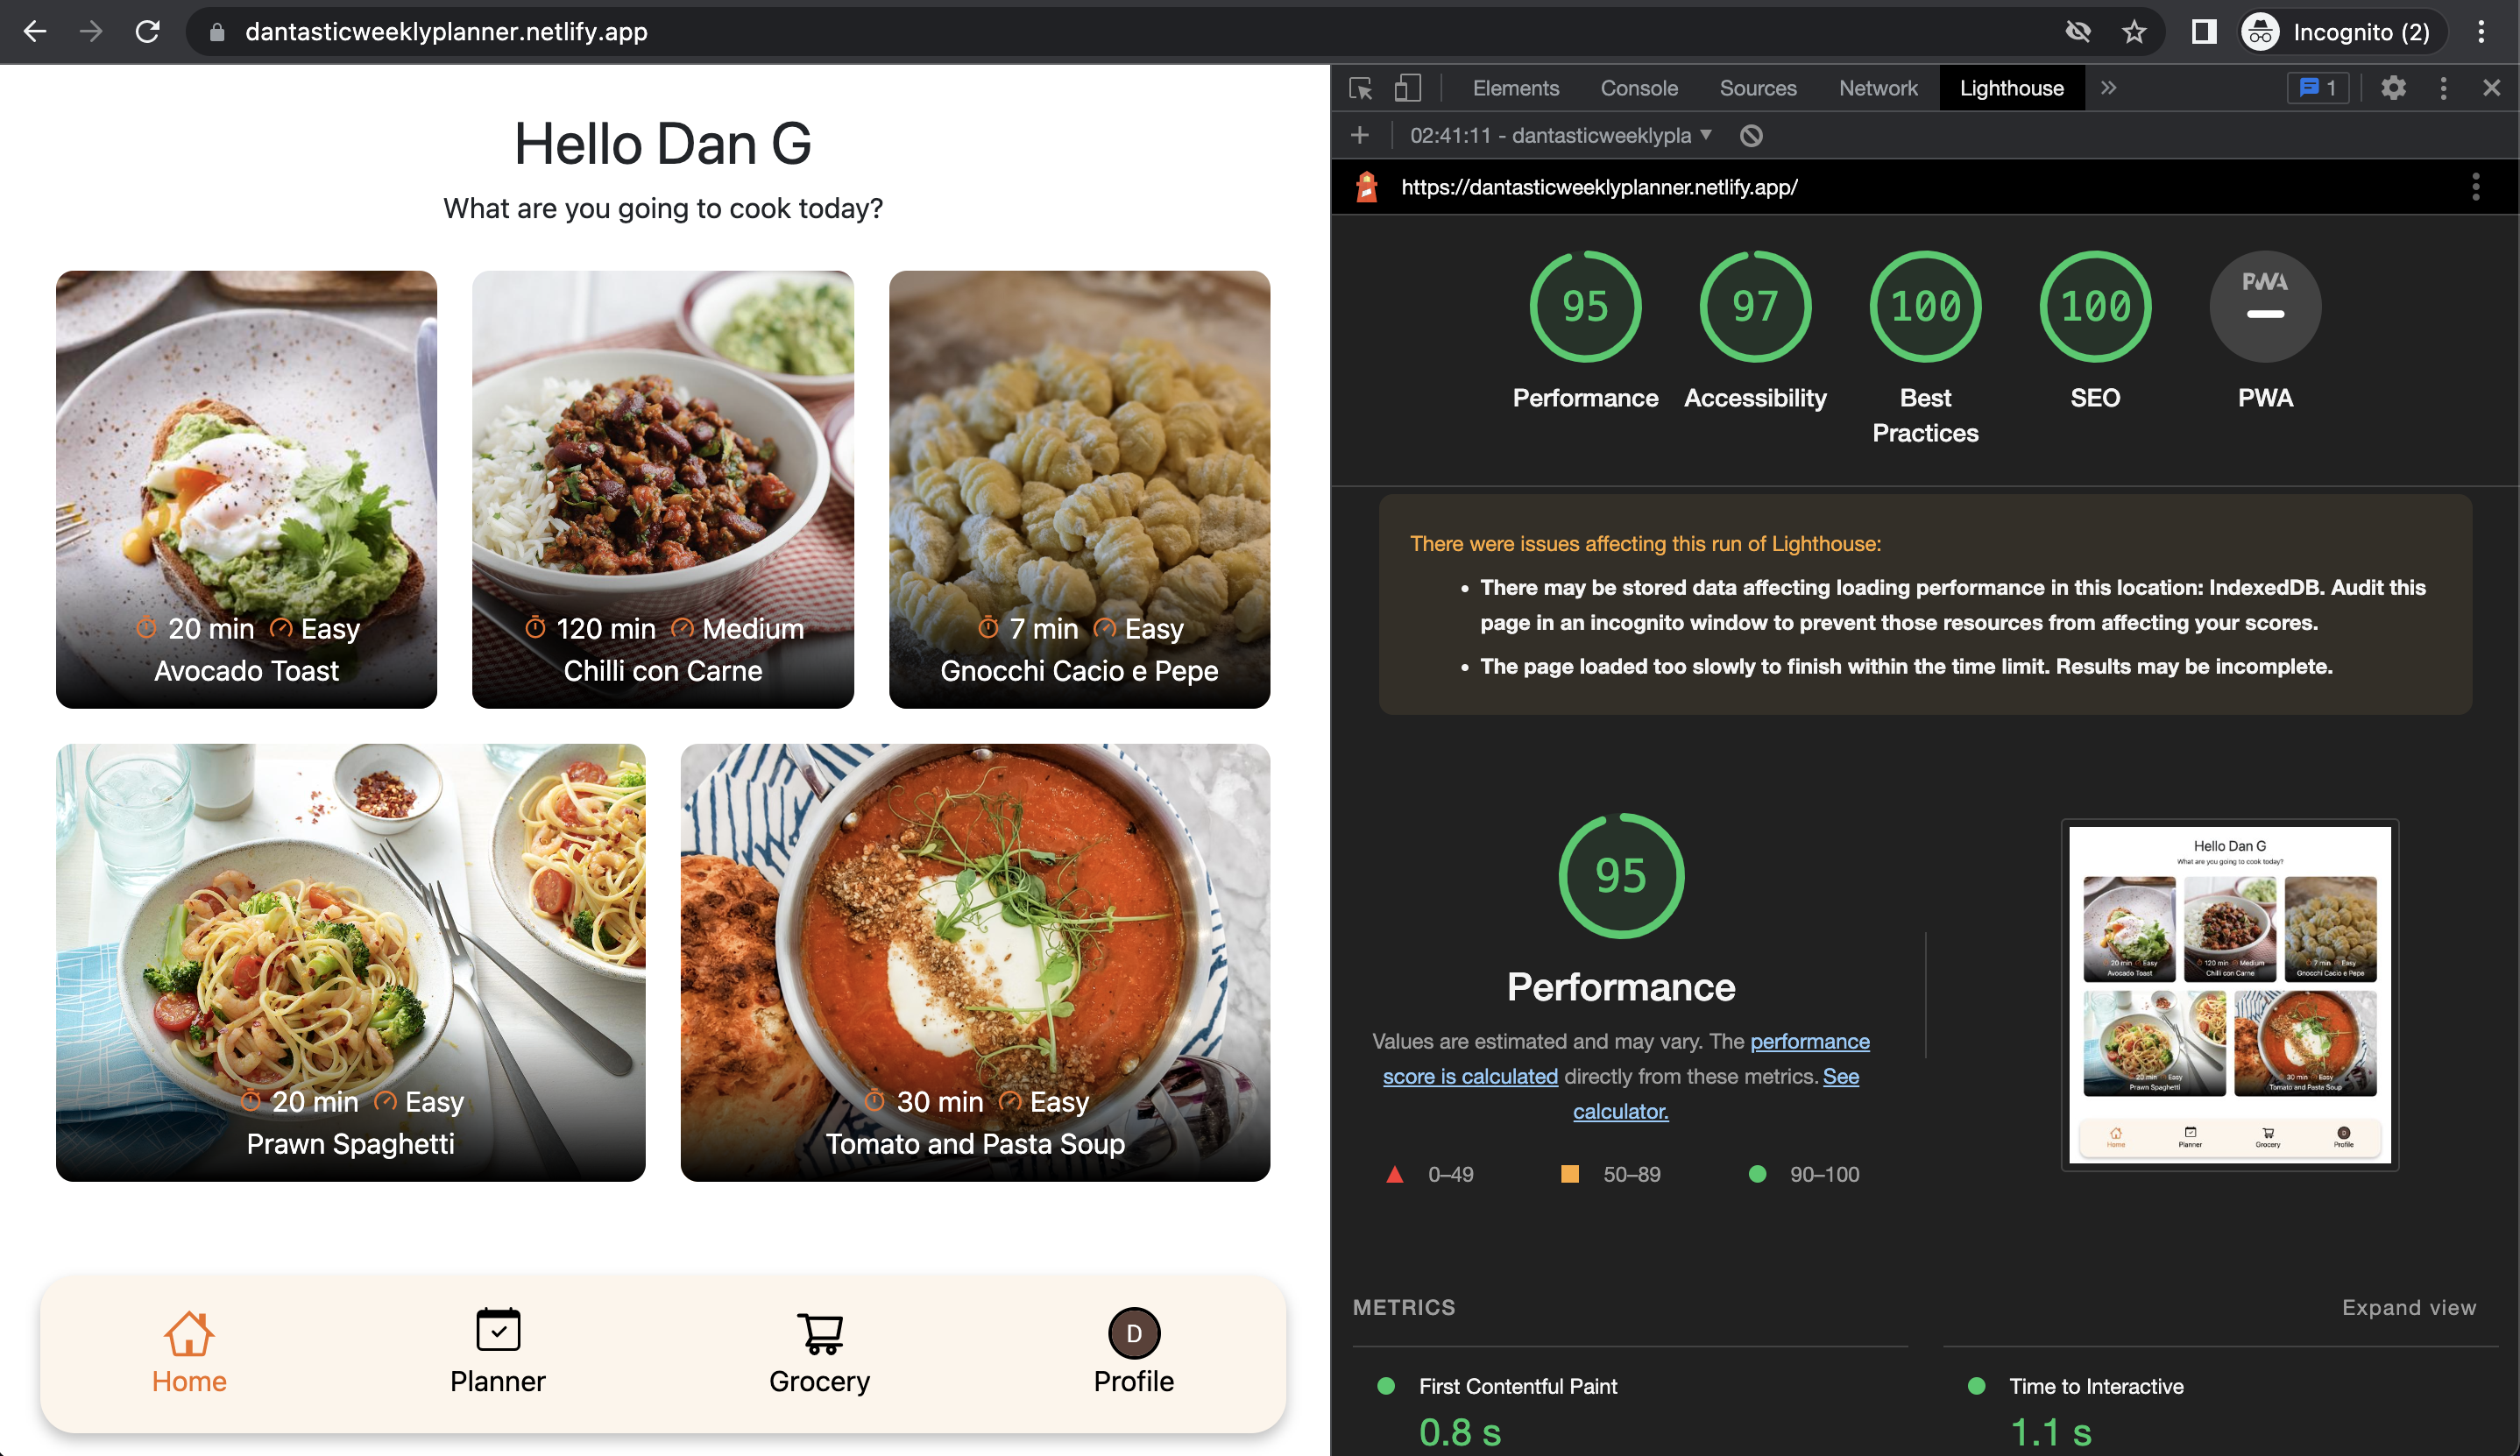 dantasticweeklyplanner.netlify.app
Incognito (2)
Hello Dan G
What are you going to cook today?
20 min Easy
Avocado Toast
120 min Medium
Chilli con Carne
7 min Easy
Gnocchi Cacio e Pepe
20 min Easy
Prawn Spaghetti
30 min Easy
Tomato and Pasta Soup
Home
Planner
Grocery
D
Profile
Elements Console Sources Network Lighthouse » 1
02:41:11 - dantasticweeklypla
https://dantasticweeklyplanner.netlify.app/
95
Performance
97
Accessibility
100
Best
Practices
100
SEO
PWA
PWA
There were issues affecting this run of Lighthouse:
There may be stored data affecting loading performance in this location: IndexedDB. Audit this
page in an incognito window to prevent those resources from affecting your scores.
The page loaded too slowly to finish within the time limit. Results may be incomplete.
95
Performance
Values are estimated and may vary. The performance
score is calculated directly from these metrics. See
calculator.
0–49 50–89 90–100
Hello Dan G
What are you going to cook today?
20 min Easy
Avocado Toast
120 min Medium
Chilli con Carne
7 min Easy
Gnocchi Cacio e Pepe
20 min Easy
Prawn Spaghetti
30 min Easy
Tomato and Pasta Soup
Home
Planner
Grocery
D
Profile
METRICS
Expand view
First Contentful Paint
0.8 s
Time to Interactive
1.1 s